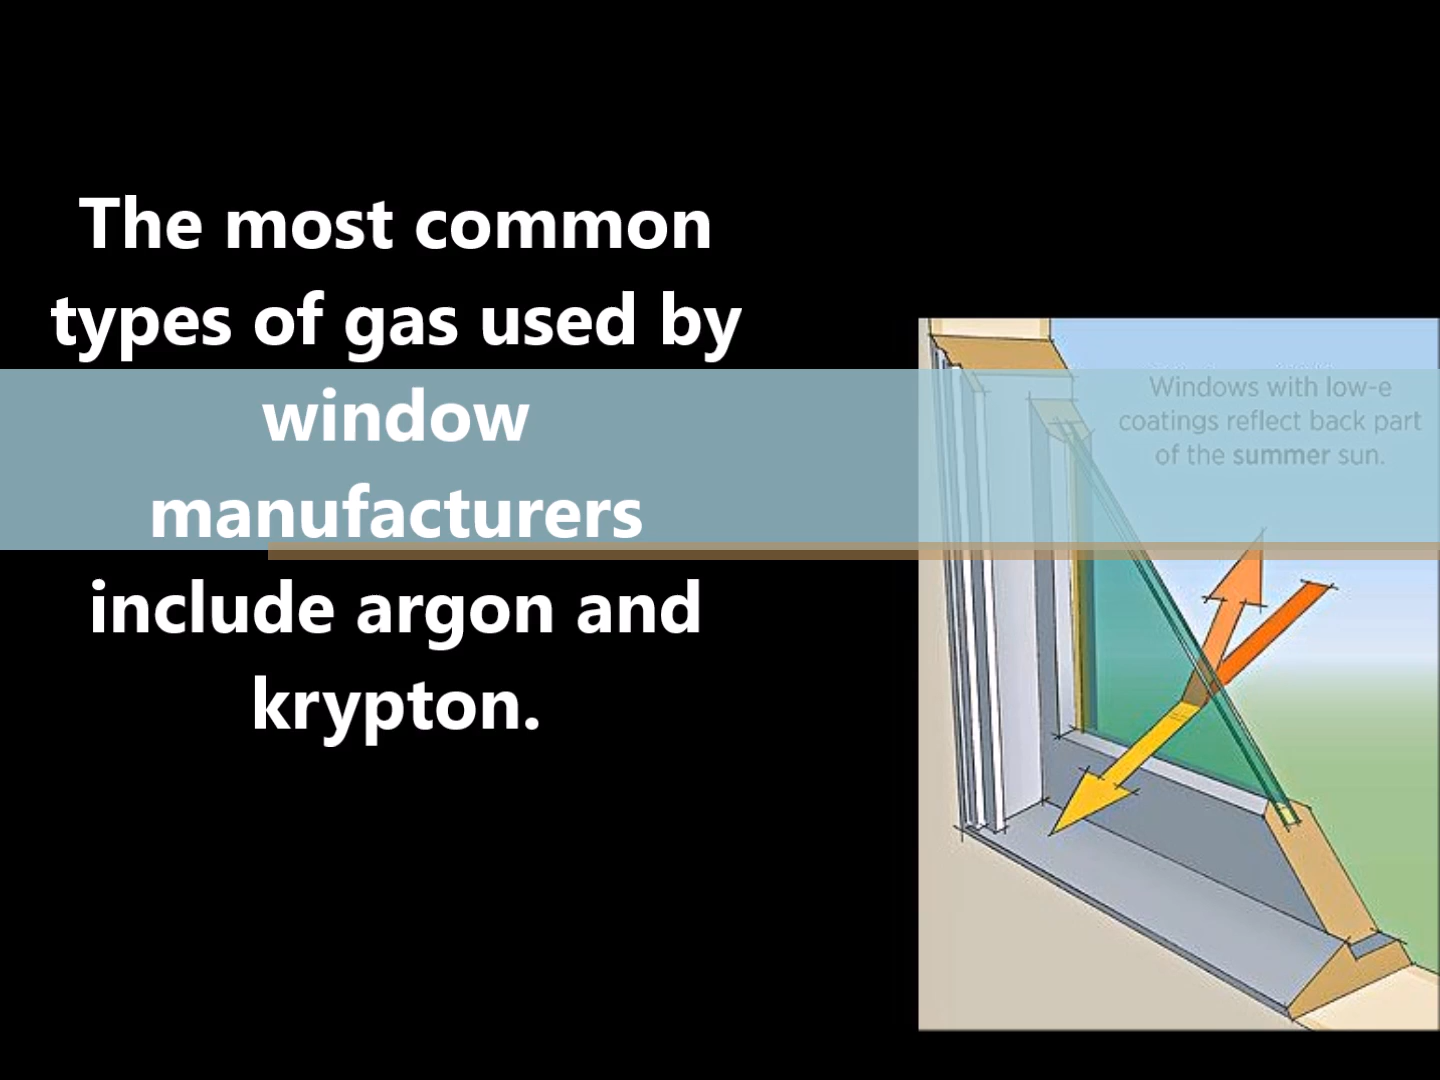 The most common
types of gas used by
window
manufacturers
include argon and
krypton.
Windows with low-e
coatings reflect back part
of the summer sun.